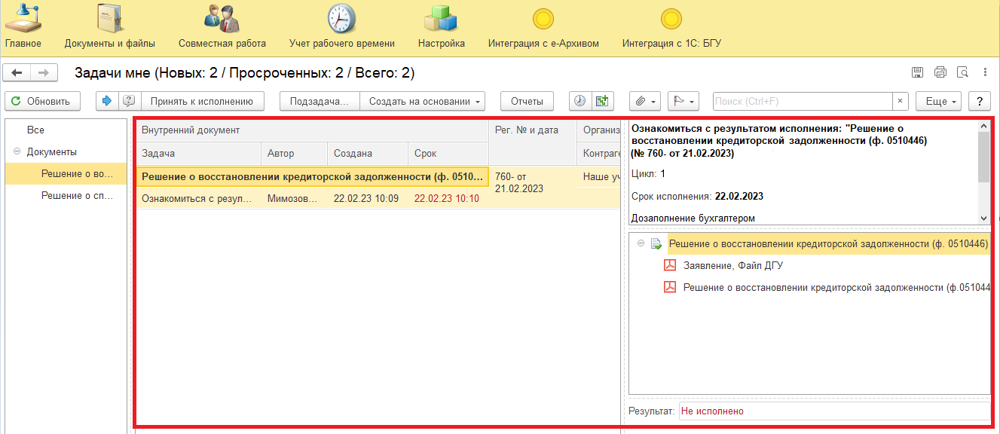 Главное
Документы и файлы
Совместная работа
Учет рабочего времени
Настройка
Интеграция с е-Архивом
Интеграция с 1С: БГУ
Задачи мне (Новых: 2 / Просроченных: 2 / Всего: 2)
Обновить
Принять к исполнению
Подзадача...
Создать на основании
Отчеты
Поиск (Ctrl+F)
×
Еще
?
Все
Документы
Решение о во...
Решение о сп...
Внутренний документ
Рег. № и дата
Организ
Задача
Автор
Создана
Срок
Контраге
Решение о восстановлении кредиторской задолженности (ф. 0510...
760- от
21.02.2023
Наше уч
Ознакомиться с резул...
Мимозов...
22.02.23 10:09
22.02.23 10:10
Ознакомиться с результатом исполнения: "Решение о
восстановлении кредиторской задолженности (ф. 0510446)
(№ 760- от 21.02.2023)
Цикл: 1
Срок исполнения: 22.02.2023
Дозаполнение бухгалтером
Решение о восстановлении кредиторской задолженности (ф. 0510446)
Заявление, Файл ДГУ
Решение о восстановлении кредиторской задолженности (ф.051044
Результат: Не исполнено